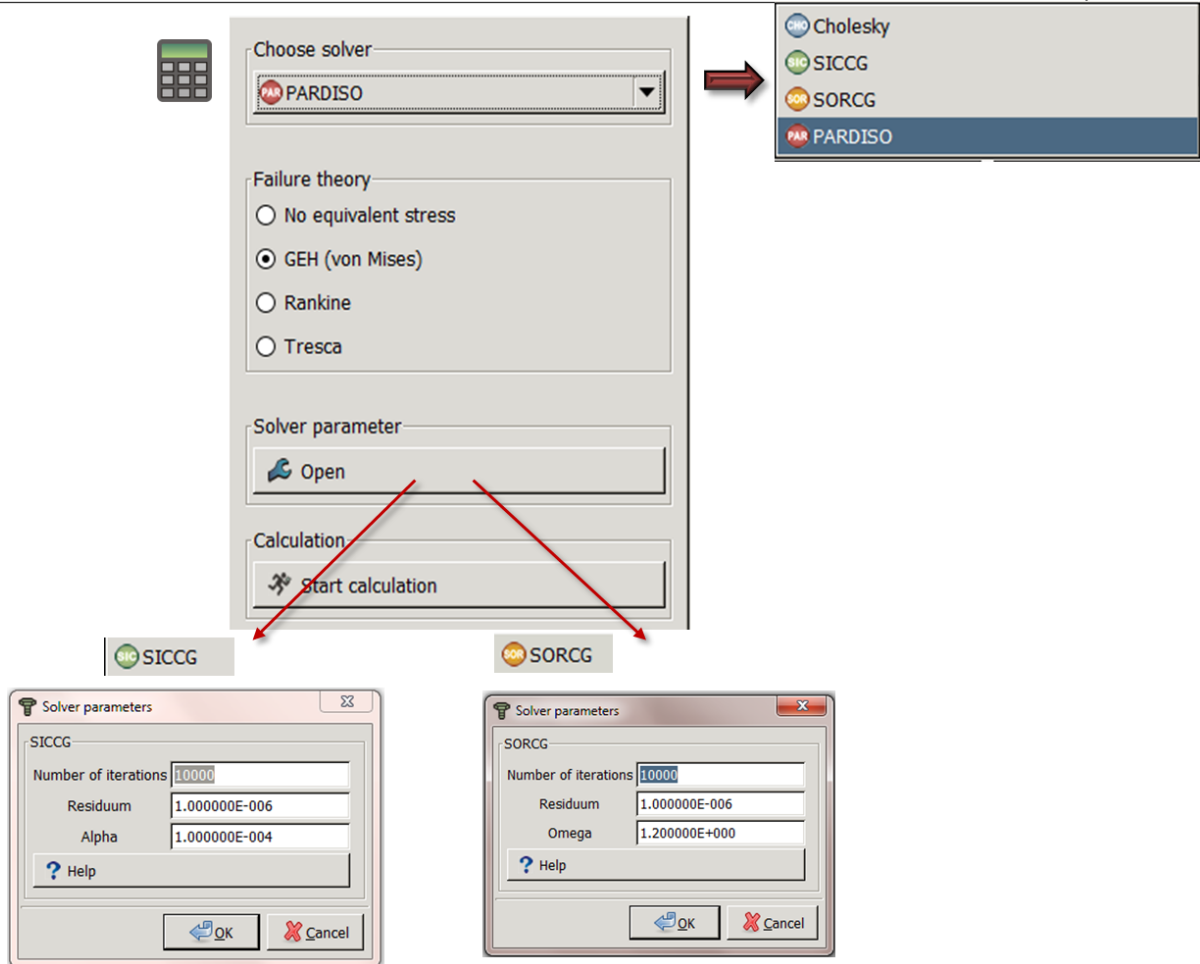 Choose solver
PAR PARDISO
CHO Cholesky
SIC SICCG
SOR SORCG
PAR PARDISO
Failure theory
No equivalent stress
GEH (von Mises)
Rankine
Tresca
Solver parameter
Open
Calculation
Start calculation
SIC SICCG
SOR SORCG
Solver parameters
SICCG
Number of iterations 10000
Residuum 1.000000E-006
Alpha 1.000000E-004
? Help
OK Cancel
Solver parameters
SORCG
Number of iterations 10000
Residuum 1.000000E-006
Omega 1.200000E+000
? Help
OK Cancel